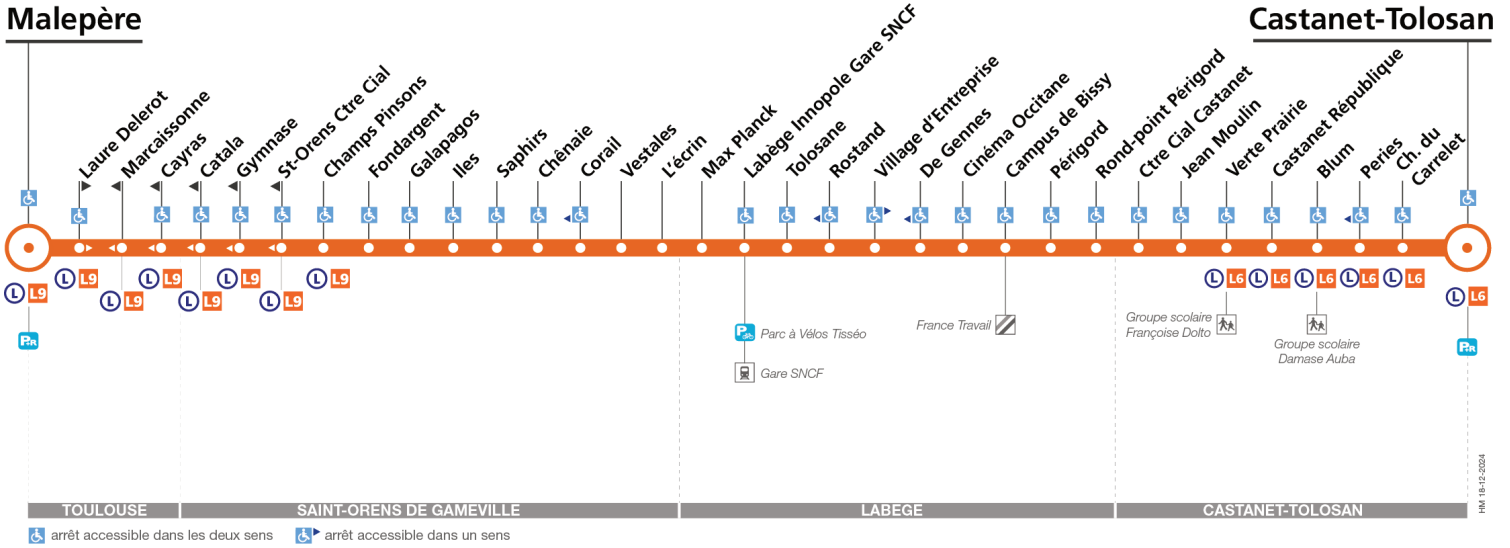 Malepère
Castanet-Tolosan
Laure Delerot
Marcaissonne
Cayras
Catala
Gymnase
St-Orens Ctre Cial
Champs Pinsons
Fondargent
Galapagos
Iles
Saphirs
Chênaie
Corail
Vestales
L'écrin
Max Planck
Labège Innopole Gare SNCF
Tolosane
Rostand
Village d'Entreprise
De Gennes
Cinéma Occitane
Campus de Bissy
Périgord
Rond-point Périgord
Ctre Cial Castanet
Jean Moulin
Verte Prairie
Castanet République
Blum
Peries
Ch. du
Carrelet
L L9
L L9
L L9
L L9
L L9
L L9
L L9
L L9
L L6
L L6
L L6
L L6
L L6
L L6
P+R
P
Parc à Vélos Tisséo
Gare SNCF
France Travail
Groupe scolaire
Françoise Dolto
Groupe scolaire
Damase Auba
P+R
HM 18-12-2024
TOULOUSE
SAINT-ORENS DE GAMEVILLE
LABEGE
CASTANET-TOLOSAN
arrêt accessible dans les deux sens
arrêt accessible dans un sens